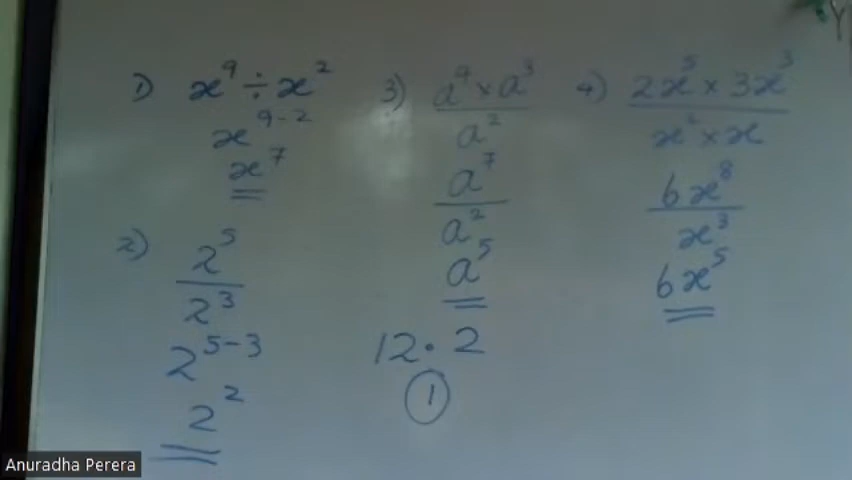 1) x⁹ ÷ x²
x⁹⁻²
x⁷
2) 2⁵
2³
2⁵⁻³
2²
3) a⁴ × a³
a²
a⁷
a²
a⁵
12 · 2
1
4) 2x⁵ × 3x³
x² × x
6x⁸
x³
6x⁵
Anuradha Perera